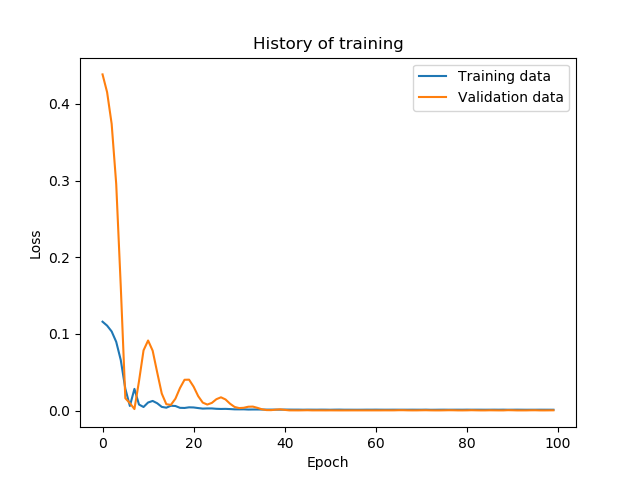 History of training
Training data
Validation data
0.4
0.3
0.2
0.1
0.0
Loss
0 20 40 60 80 100
Epoch